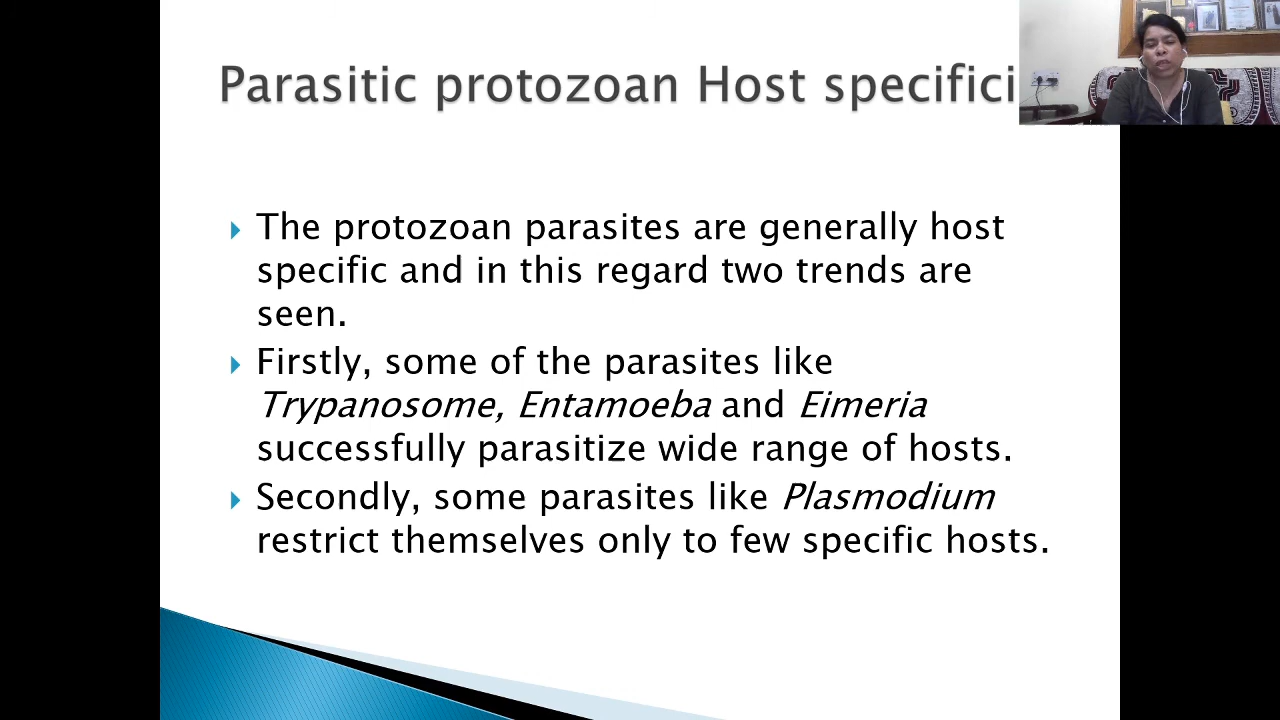 Parasitic protozoan Host specifici
The protozoan parasites are generally host
specific and in this regard two trends are
seen.
Firstly, some of the parasites like
Trypanosome, Entamoeba and Eimeria
successfully parasitize wide range of hosts.
Secondly, some parasites like Plasmodium
restrict themselves only to few specific hosts.